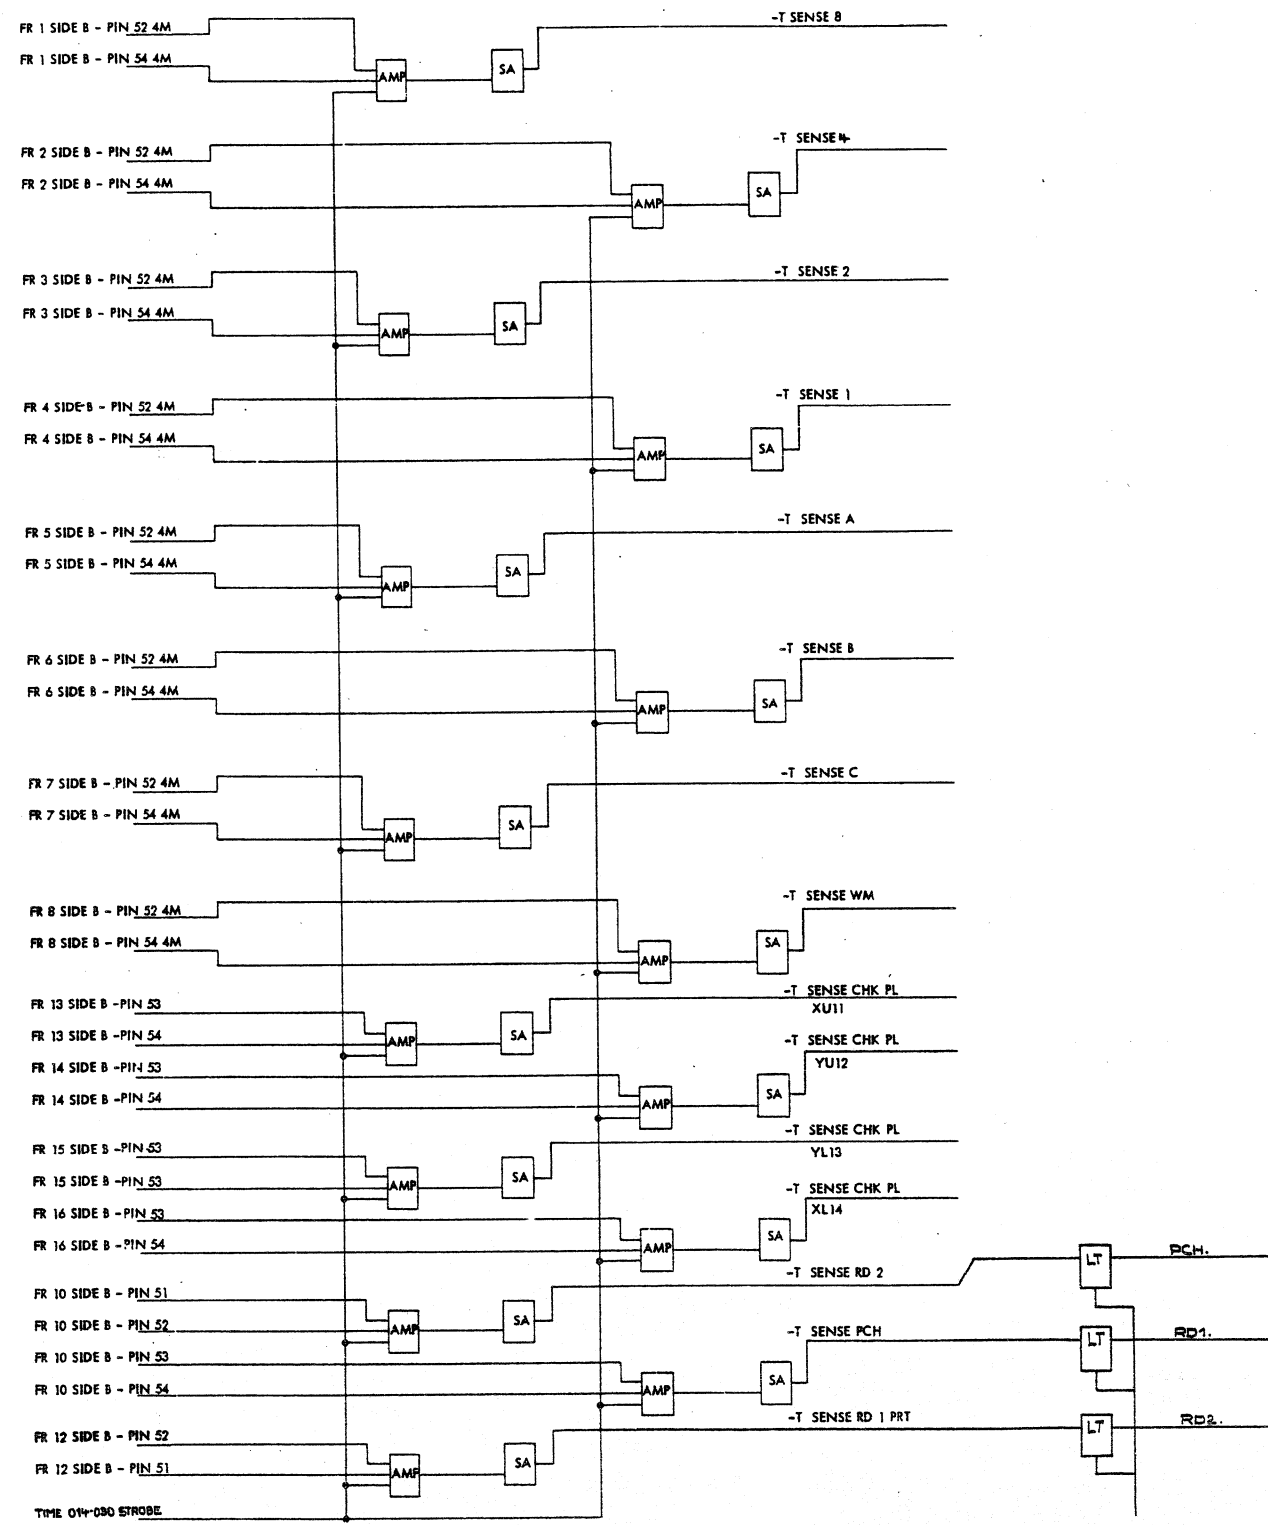 -T SENSE 8
FR 1 SIDE B - PIN 52 4M
FR 1 SIDE B - PIN 54 4M
AMP
SA
-T SENSE 4
FR 2 SIDE B - PIN 52 4M
FR 2 SIDE B - PIN 54 4M
AMP
SA
-T SENSE 2
FR 3 SIDE B - PIN 52 4M
FR 3 SIDE B - PIN 54 4M
AMP
SA
-T SENSE 1
FR 4 SIDE B - PIN 52 4M
FR 4 SIDE B - PIN 54 4M
AMP
SA
-T SENSE A
FR 5 SIDE B - PIN 52 4M
FR 5 SIDE B - PIN 54 4M
AMP
SA
-T SENSE B
FR 6 SIDE B - PIN 52 4M
FR 6 SIDE B - PIN 54 4M
AMP
SA
-T SENSE C
FR 7 SIDE B - PIN 52 4M
FR 7 SIDE B - PIN 54 4M
AMP
SA
-T SENSE WM
FR 8 SIDE B - PIN 52 4M
FR 8 SIDE B - PIN 54 4M
AMP
SA
-T SENSE CHK PL
XU11
FR 13 SIDE B -PIN 53
FR 13 SIDE B -PIN 54
AMP
SA
-T SENSE CHK PL
YU12
FR 14 SIDE B -PIN 53
FR 14 SIDE B -PIN 54
AMP
SA
-T SENSE CHK PL
YL13
FR 15 SIDE B -PIN 53
FR 15 SIDE B -PIN 53
AMP
SA
-T SENSE CHK PL
XL14
FR 16 SIDE B -PIN 53
FR 16 SIDE B -PIN 54
AMP
SA
-T SENSE RD 2
LT
PCH.
FR 10 SIDE B - PIN 51
FR 10 SIDE B - PIN 52
AMP
SA
-T SENSE PCH
LT
RD1.
FR 10 SIDE B - PIN 53
FR 10 SIDE B - PIN 54
AMP
SA
-T SENSE RD 1 PRT
LT
RD2.
FR 12 SIDE B - PIN 52
FR 12 SIDE B - PIN 51
AMP
SA
TIME 014-030 STROBE